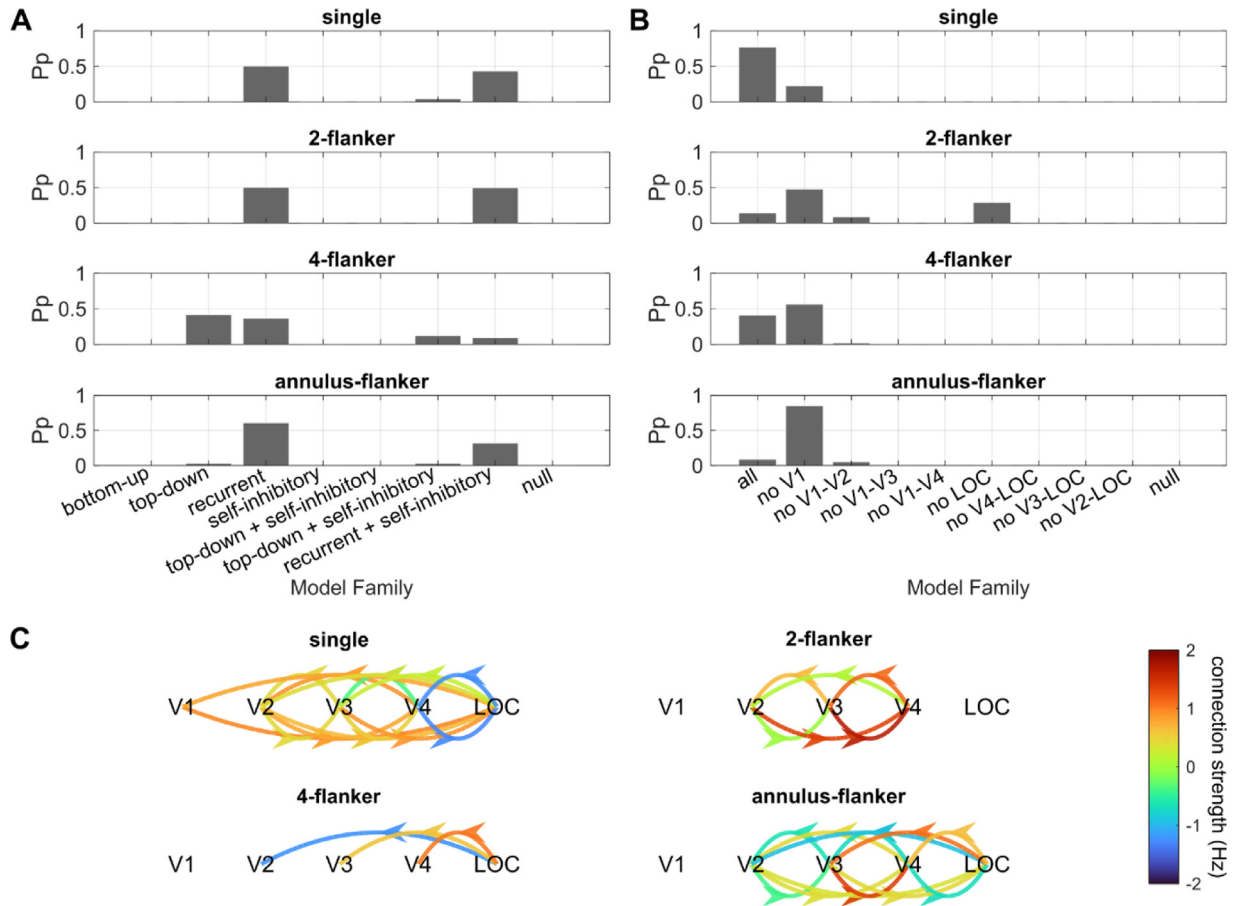 A
single
Pp
1
0.5
0
2-flanker
Pp
1
0.5
0
4-flanker
Pp
1
0.5
0
annulus-flanker
Pp
1
0.5
0
bottom-up
top-down
recurrent
self-inhibitory
top-down + self-inhibitory
top-down + self-inhibitory
recurrent + self-inhibitory
null
Model Family
B
single
Pp
1
0.5
0
2-flanker
Pp
1
0.5
0
4-flanker
Pp
1
0.5
0
annulus-flanker
Pp
1
0.5
0
all
no V1
no V1-V2
no V1-V3
no V1-V4
no LOC
no V4-LOC
no V3-LOC
no V2-LOC
null
Model Family
C
single
V1 V2 V3 V4 LOC
2-flanker
V1 V2 V3 V4 LOC
4-flanker
V1 V2 V3 V4 LOC
annulus-flanker
V1 V2 V3 V4 LOC
2
1
0
-1
-2
connection strength (Hz)